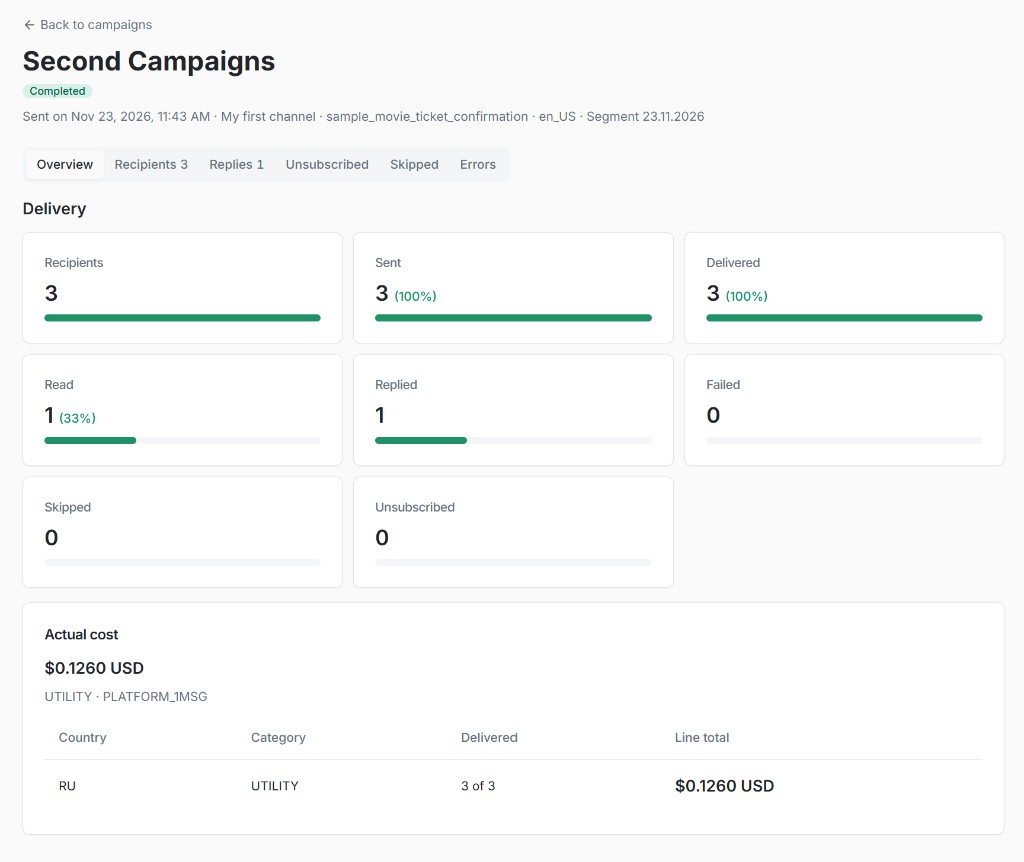 ← Back to campaigns
Second Campaigns
Completed
Sent on Nov 23, 2026, 11:43 AM · My first channel · sample_movie_ticket_confirmation · en_US · Segment 23.11.2026
Overview Recipients 3 Replies 1 Unsubscribed Skipped Errors
Delivery
Recipients
3
Sent
3 (100%)
Delivered
3 (100%)
Read
1 (33%)
Replied
1
Failed
0
Skipped
0
Unsubscribed
0
Actual cost
$0.1260 USD
UTILITY · PLATFORM_1MSG
Country Category Delivered Line total
RU UTILITY 3 of 3 $0.1260 USD